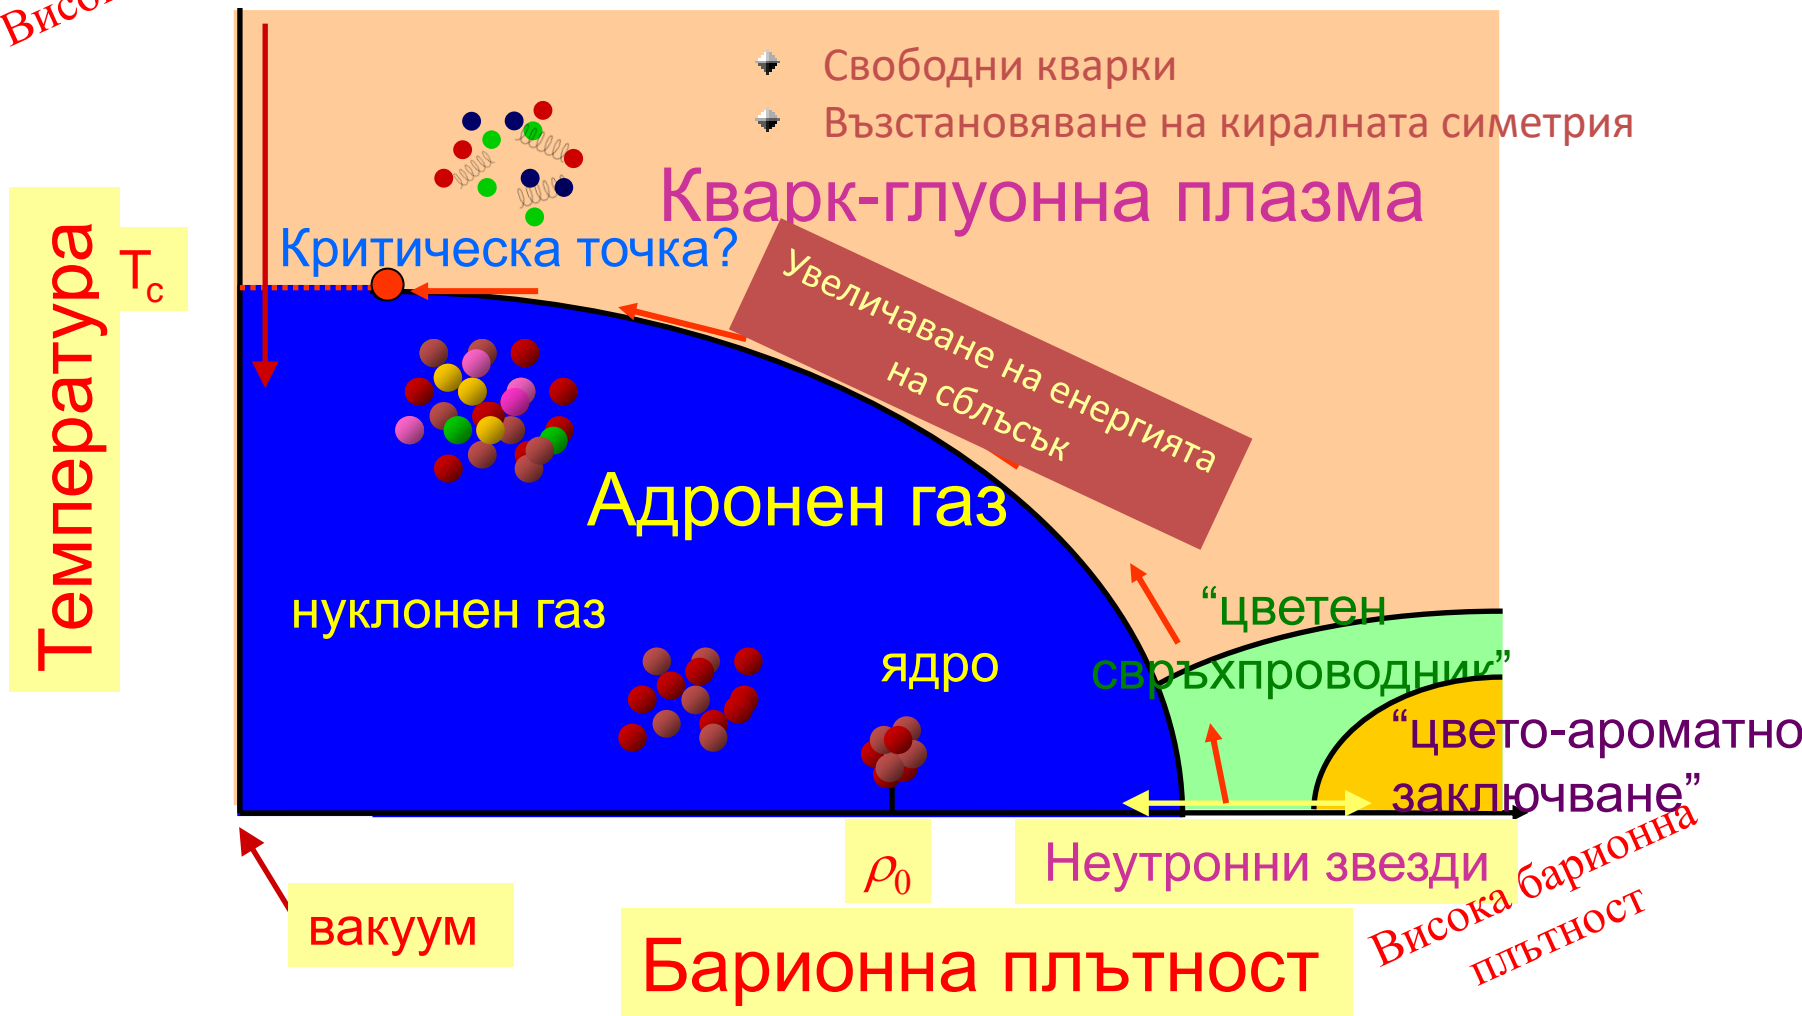 Свободни кварки
Възстановяване на киралната симетрия
Кварк-глуонна плазма
Температура
Tc
Критическа точка?
Увеличаване на енергията
на сблъсък
Адронен газ
нуклонен газ
ядро
“цветен
свръхпроводник”
“цвето-ароматно
заключване”
ρ0
Неутронни звезди
Висока барионна
плътност
вакуум
Барионна плътност